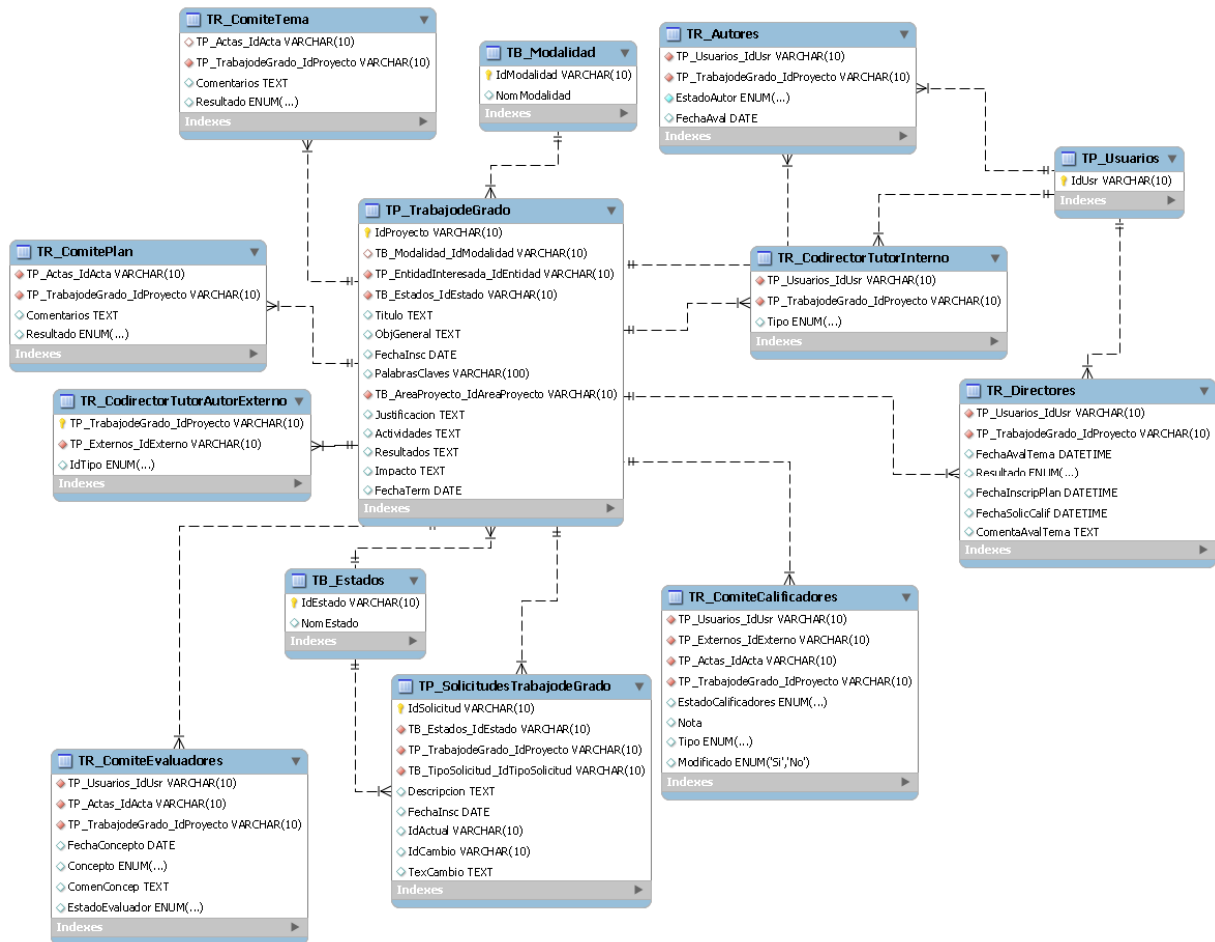 TR_ComiteTema
TP_Actas_IdActa VARCHAR(10)
TP_TrabajodeGrado_IdProyecto VARCHAR(10)
Comentarios TEXT
Resultado ENUM(...)
Indexes
TB_Modalidad
IdModalidad VARCHAR(10)
NomModalidad
Indexes
TR_Autores
TP_Usuarios_IdUsr VARCHAR(10)
TP_TrabajodeGrado_IdProyecto VARCHAR(10)
EstadoAutor ENUM(...)
FechaAval DATE
Indexes
TP_Usuarios
IdUsr VARCHAR(10)
Indexes
TP_TrabajodeGrado
IdProyecto VARCHAR(10)
TB_Modalidad_IdModalidad VARCHAR(10)
TP_EntidadInteresada_IdEntidad VARCHAR(10)
TB_Estados_IdEstado VARCHAR(10)
Titulo TEXT
ObjGeneral TEXT
FechaInsc DATE
PalabrasClaves VARCHAR(100)
TB_AreaProyecto_IdAreaProyecto VARCHAR(10)
Justificacion TEXT
Actividades TEXT
Resultados TEXT
Impacto TEXT
FechaTerm DATE
Indexes
TR_ComitePlan
TP_Actas_IdActa VARCHAR(10)
TP_TrabajodeGrado_IdProyecto VARCHAR(10)
Comentarios TEXT
Resultado ENUM(...)
Indexes
TR_CodirectorTutorInterno
TP_Usuarios_IdUsr VARCHAR(10)
TP_TrabajodeGrado_IdProyecto VARCHAR(10)
Tipo ENUM(...)
Indexes
TR_CodirectorTutorAutorExterno
TP_TrabajodeGrado_IdProyecto VARCHAR(10)
TP_Externos_IdExterno VARCHAR(10)
IdTipo ENUM(...)
Indexes
TR_Directores
TP_Usuarios_IdUsr VARCHAR(10)
TP_TrabajodeGrado_IdProyecto VARCHAR(10)
FechaAvalTema DATETIME
Resultado ENUM(...)
FechaInscripPlan DATETIME
FechaSolicCalif DATETIME
ComentaAvalTema TEXT
Indexes
TB_Estados
IdEstado VARCHAR(10)
NomEstado
Indexes
TR_ComiteCalificadores
TP_Usuarios_IdUsr VARCHAR(10)
TP_Externos_IdExterno VARCHAR(10)
TP_Actas_IdActa VARCHAR(10)
TP_TrabajodeGrado_IdProyecto VARCHAR(10)
EstadoCalificadores ENUM(...)
Nota
Tipo ENUM(...)
Modificado ENUM('Si','No')
Indexes
TP_SolicitudesTrabajodeGrado
IdSolicitud VARCHAR(10)
TB_Estados_IdEstado VARCHAR(10)
TP_TrabajodeGrado_IdProyecto VARCHAR(10)
TB_TipoSolicitud_IdTipoSolicitud VARCHAR(10)
Descripcion TEXT
FechaInsc DATE
IdActual VARCHAR(10)
IdCambio VARCHAR(10)
TexCambio TEXT
Indexes
TR_ComiteEvaluadores
TP_Usuarios_IdUsr VARCHAR(10)
TP_Actas_IdActa VARCHAR(10)
TP_TrabajodeGrado_IdProyecto VARCHAR(10)
FechaConcepto DATE
Concepto ENUM(...)
ComenConcep TEXT
EstadoEvaluador ENUM(...)
Indexes